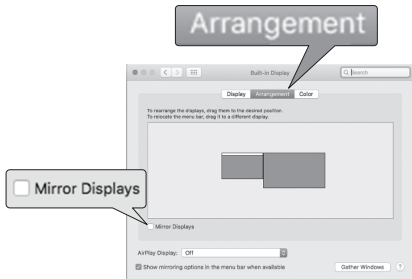 Arrangement
Built-in Display
Search
Display Arrangement Color
To rearrange the displays, drag them to the desired position.
To relocate the menu bar, drag it to a different display.
Mirror Displays
Mirror Displays
AirPlay Display: Off
Show mirroring options in the menu bar when available
Gather Windows ?